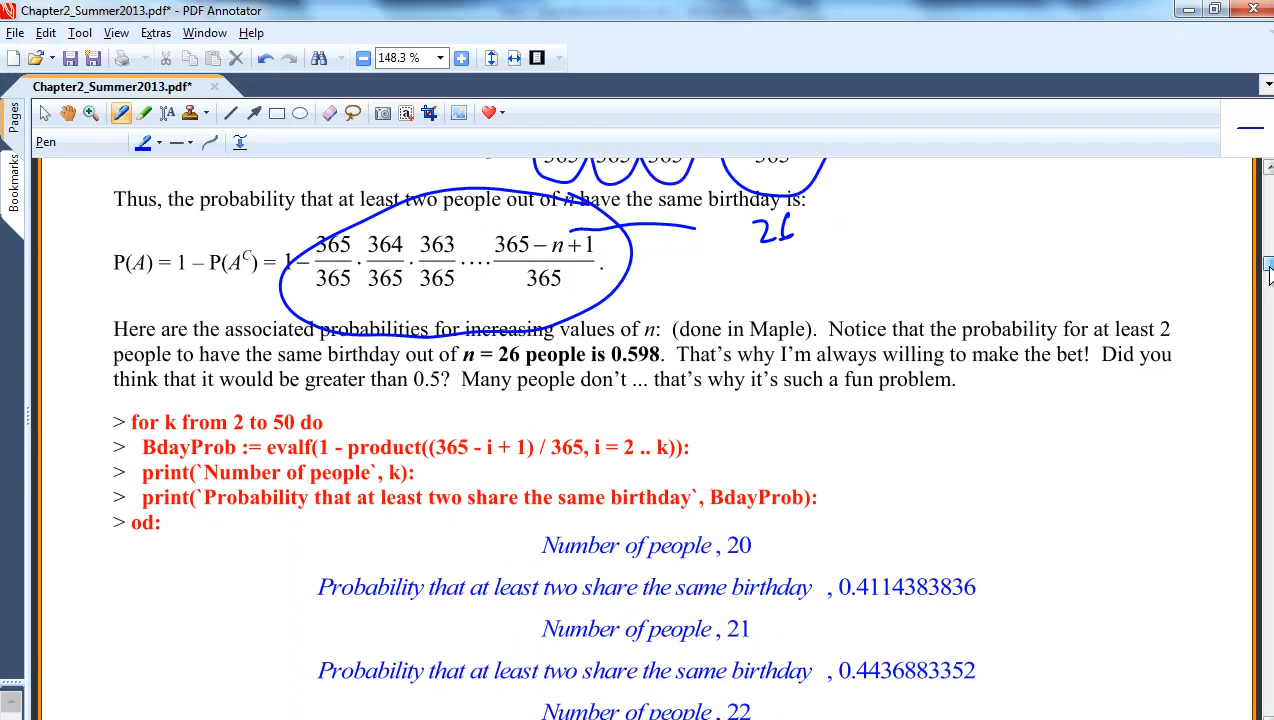 Chapter2_Summer2013.pdf* - PDF Annotator
File Edit Tool View Extras Window Help
148.3 %
Chapter2_Summer2013.pdf*
Pen
Pages
Bookmarks
365 365 365 365
Thus, the probability that at least two people out of n have the same birthday is:
26
P(A) = 1 – P(A^C) = 1 – 365/365 · 364/365 · 363/365 ···· (365 – n + 1)/365 .
Here are the associated probabilities for increasing values of n: (done in Maple). Notice that the probability for at least 2
people to have the same birthday out of n = 26 people is 0.598. That's why I'm always willing to make the bet! Did you
think that it would be greater than 0.5? Many people don't ... that's why it's such a fun problem.
> for k from 2 to 50 do
> BdayProb := evalf(1 - product((365 - i + 1) / 365, i = 2 .. k)):
> print(`Number of people`, k):
> print(`Probability that at least two share the same birthday`, BdayProb):
> od:
Number of people , 20
Probability that at least two share the same birthday , 0.4114383836
Number of people , 21
Probability that at least two share the same birthday , 0.4436883352
Number of people , 22